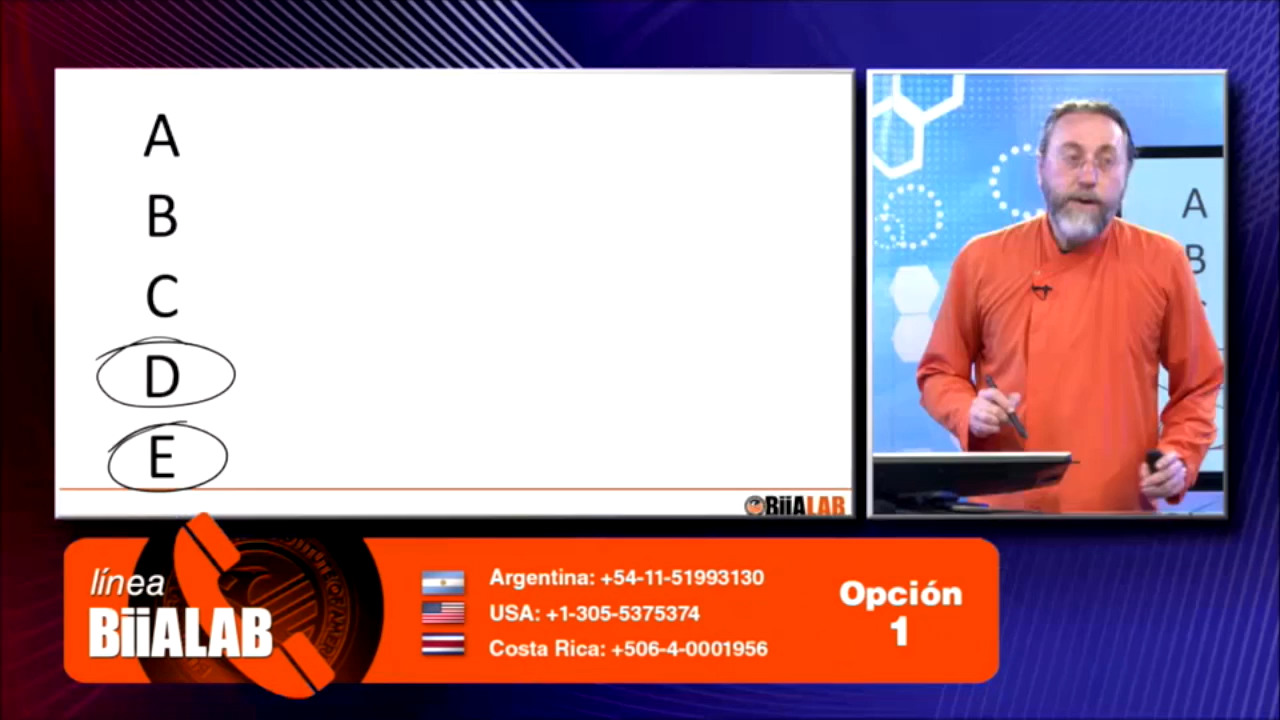 A
B
C
D
E
BiiALAB
A
B
línea
BiiALAB
Argentina: +54-11-51993130
USA: +1-305-5375374
Costa Rica: +506-4-0001956
Opción
1